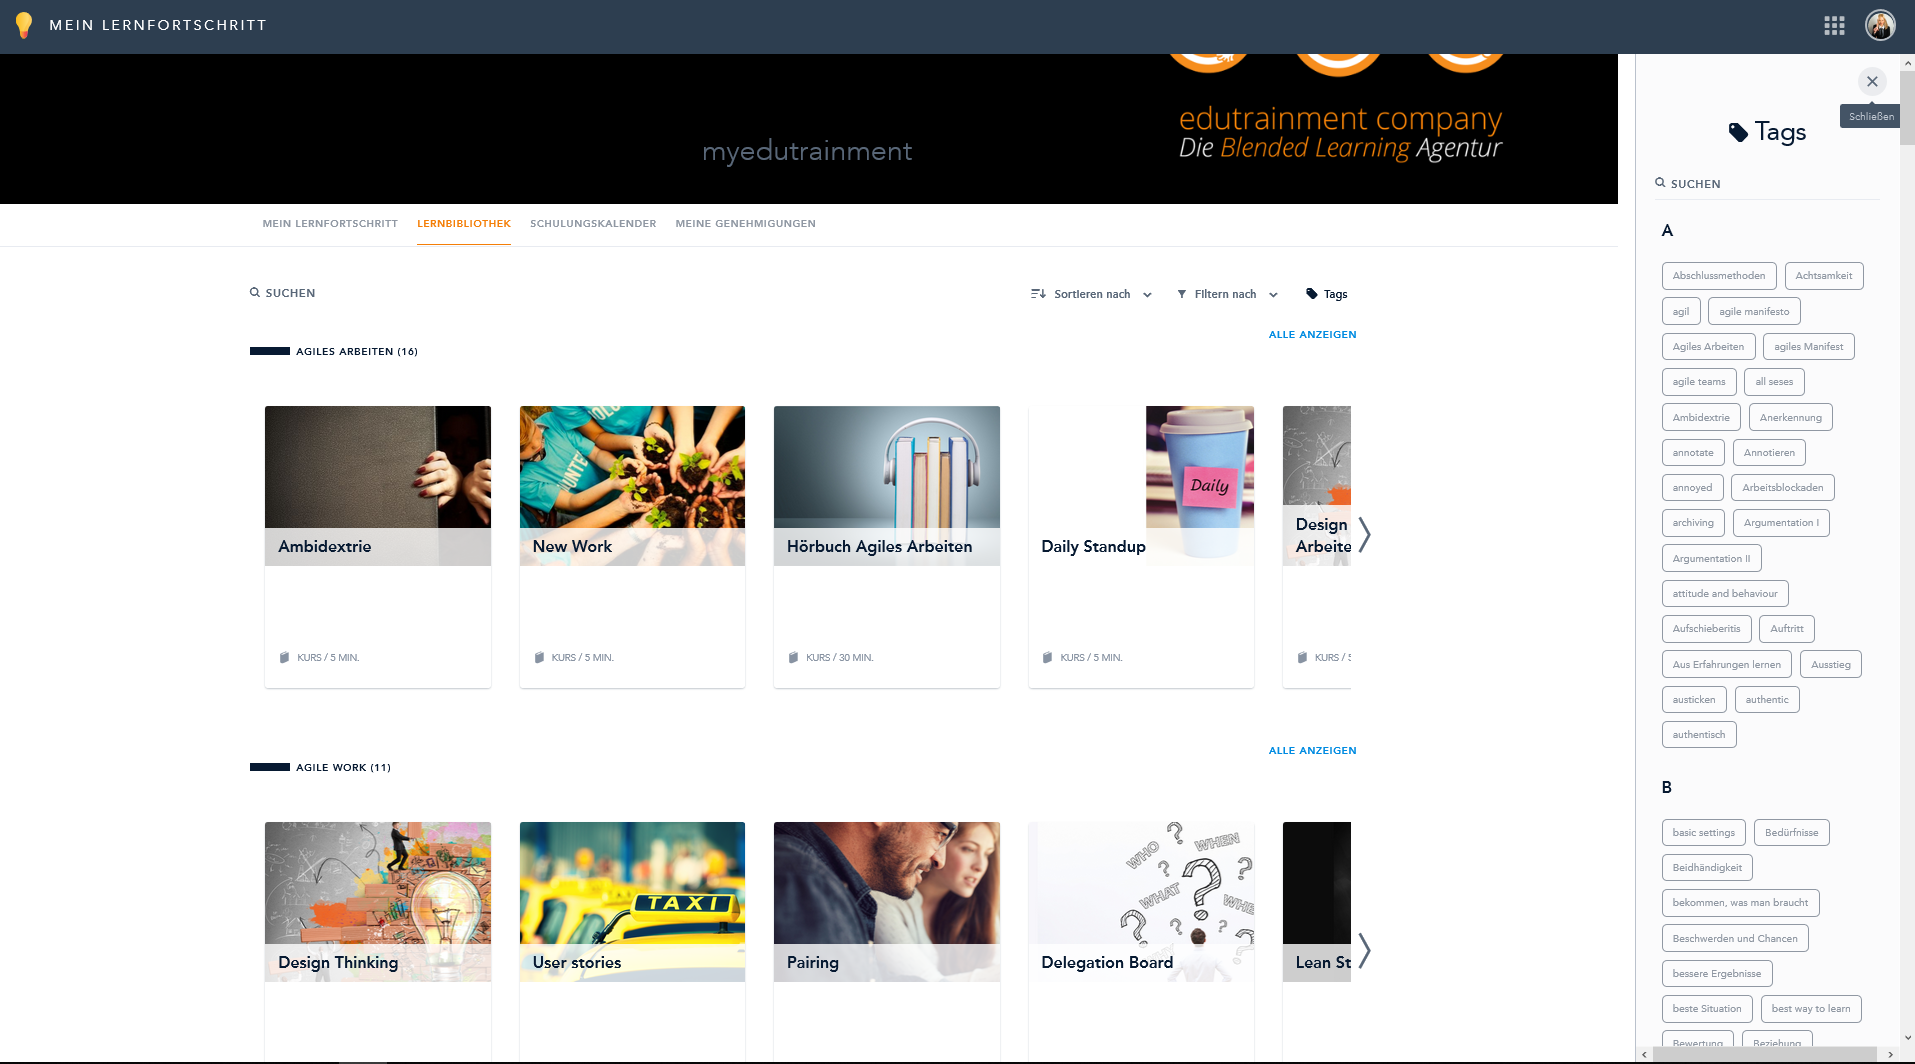 MEIN LERNFORTSCHRITT
edutrainment company
Die Blended Learning Agentur
myedutrainment
MEIN LERNFORTSCHRITT LERNBIBLIOTHEK SCHULUNGSKALENDER MEINE GENEHMIGUNGEN
SUCHEN
Sortieren nach Filtern nach Tags
ALLE ANZEIGEN
AGILES ARBEITEN (16)
VOLUNTEER
Daily
Ambidextrie
New Work
Hörbuch Agiles Arbeiten
Daily Standup
Design
Arbeite
KURS / 5 MIN.
KURS / 5 MIN.
KURS / 30 MIN.
KURS / 5 MIN.
KURS / 5
ALLE ANZEIGEN
AGILE WORK (11)
TAXI
WHO
WHEN
WHAT
WHE
Design Thinking
User stories
Pairing
Delegation Board
Lean St
Schließen
Tags
SUCHEN
A
Abschlussmethoden Achtsamkeit
agil agile manifesto
Agiles Arbeiten agiles Manifest
agile teams all seses
Ambidextrie Anerkennung
annotate Annotieren
annoyed Arbeitsblockaden
archiving Argumentation I
Argumentation II
attitude and behaviour
Aufschieberitis Auftritt
Aus Erfahrungen lernen Ausstieg
austicken authentic
authentisch
B
basic settings Bedürfnisse
Beidhändigkeit
bekommen, was man braucht
Beschwerden und Chancen
bessere Ergebnisse
beste Situation best way to learn
Bewertung Beziehung